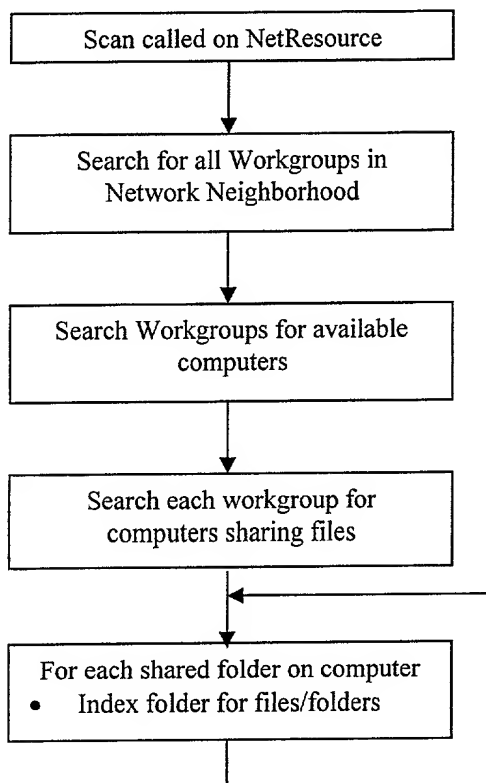 Scan called on NetResource
Search for all Workgroups in
Network Neighborhood
Search Workgroups for available
computers
Search each workgroup for
computers sharing files
For each shared folder on computer
• Index folder for files/folders